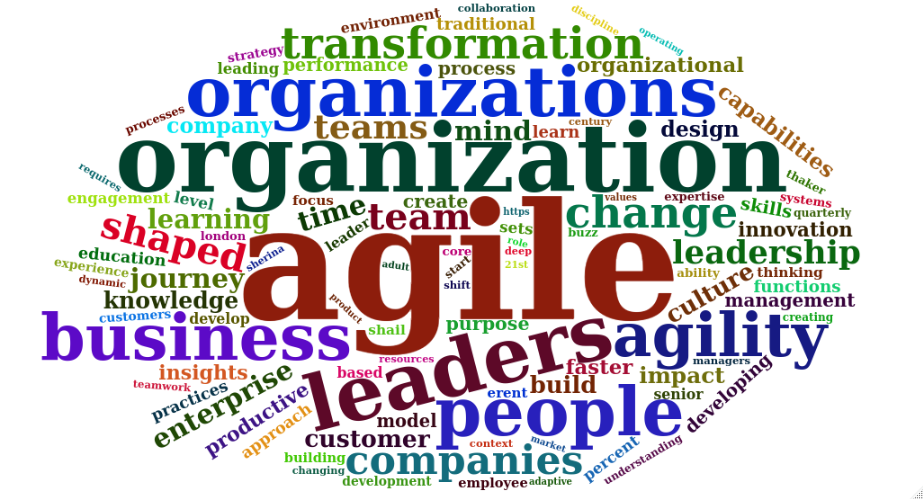 collaboration
discipline
environment
traditional
operating
transformation
strategy
leading
performance
process
organizational
organizations
capabilities
processes
company
teams
mind
learn
century
design
organization
requires
thaker
engagement
level
focus
time
create
https
values
expertise
systems
skills
quarterly
learning
leader
team
sets
change
buzz
innovation
shaped
london
role
education
sherina
agile
core
deep
leadership
experience
adult
start
21st
dynamic
journey
shift
ability
thinking
culture
functions
knowledge
product
management
customers
develop
shail
purpose
creating
business
leaders
agility
resources
managers
insights
based
faster
impact
teamwork
enterprise
build
senior
developing
practices
productive
erent
people
approach
model
customer
context
market
percent
understanding
building
companies
changing
development
employee
adaptive